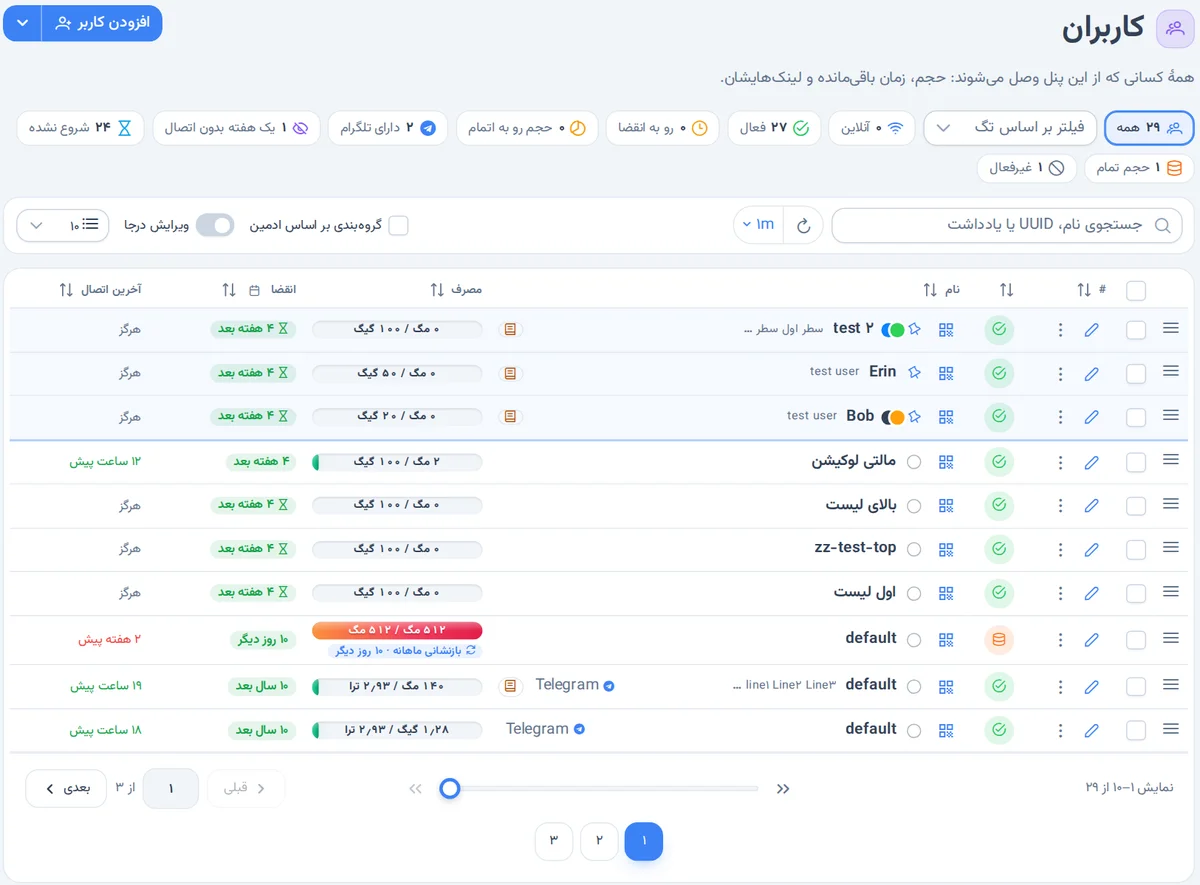 کاربران
افزودن کاربر
همهٔ کسانی که از این پنل وصل می‌شوند: حجم، زمان باقی‌مانده و لینک‌هایشان.
۲۹ همه
فیلتر بر اساس تگ
۰ آنلاین
۲۷ فعال
۰ رو به انقضا
۰ حجم رو به اتمام
۲ دارای تلگرام
۱ یک هفته بدون اتصال
۲۴ شروع نشده
۱ حجم تمام
۱ غیرفعال
جستجوی نام، UUID یا یادداشت
۱m
گروه‌بندی بر اساس ادمین
ویرایش درجا
۱۰
# نام مصرف انقضا آخرین اتصال
test ۲ سطر اول سطر ... ۰ مگ / ۱۰۰ گیگ ۴ هفته بعد هرگز
Erin test user ۰ مگ / ۵۰ گیگ ۴ هفته بعد هرگز
Bob test user ۰ مگ / ۲۰ گیگ ۴ هفته بعد هرگز
مالتی لوکیشن ۲ مگ / ۱۰۰ گیگ ۴ هفته بعد ۱۲ ساعت پیش
بالای لیست ۰ مگ / ۱۰۰ گیگ ۴ هفته بعد هرگز
zz-test-top ۰ مگ / ۱۰۰ گیگ ۴ هفته بعد هرگز
اول لیست ۰ مگ / ۱۰۰ گیگ ۴ هفته بعد هرگز
default ۵۱۲ مگ / ۵۱۲ مگ ۱۰ روز دیگر ۲ هفته پیش
بازنشانی ماهانه · ۱۰ روز دیگر
default line۱ Line۲ Line۳ ... Telegram ۱۴۰ مگ / ۲٫۹۳ ترا ۱۰ سال بعد ۱۹ ساعت پیش
default Telegram ۱٫۲۸ گیگ / ۲٫۹۳ ترا ۱۰ سال بعد ۱۸ ساعت پیش
نمایش ۱–۱۰ از ۲۹
قبلی
۱
از ۳
بعدی
۱ ۲ ۳